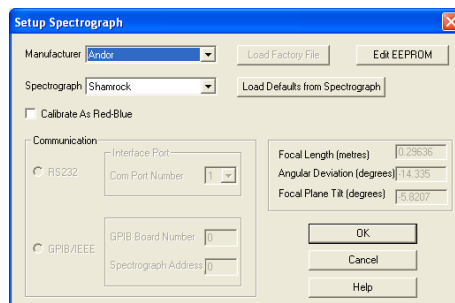 Setup Spectrograph
Manufacturer Andor Load Factory File Edit EEPROM
Spectrograph Shamrock Load Defaults from Spectrograph
Calibrate As Red-Blue
Communication
Interface Port
RS232 Com Port Number 1
GPIB/IEEE GPIB Board Number 0
Spectrograph Address 0
Focal Length (metres) 0.29636
Angular Deviation (degrees) -14.335
Focal Plane Tilt (degrees) -5.8207
OK
Cancel
Help